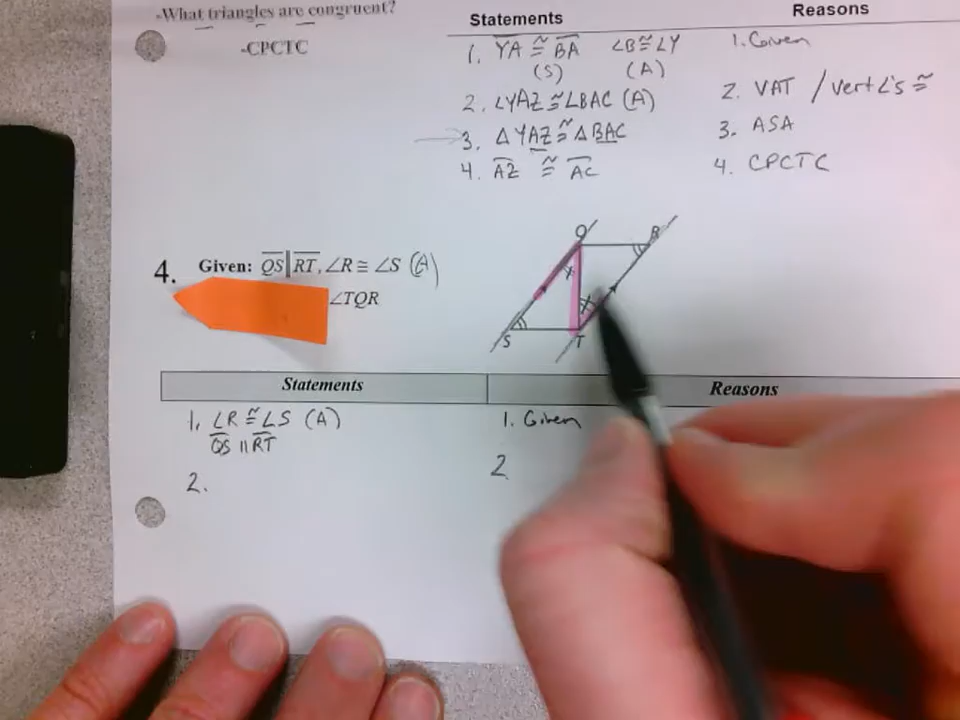 -What triangles are congruent?
-CPCTC
Statements Reasons
1. YA ≅ BA ∠B≅∠Y 1. Given
(S) (A)
2. ∠YAZ≅∠BAC (A) 2. VAT / vert∠'s≅
3. △YAZ≅△BAC 3. ASA
4. AZ ≅ AC 4. CPCTC
4. Given: QS||RT, ∠R ≅ ∠S (A)
∠TQR
Q R
S T
Statements Reasons
1. ∠R≅∠S (A) 1. Given
QS || RT
2. 2